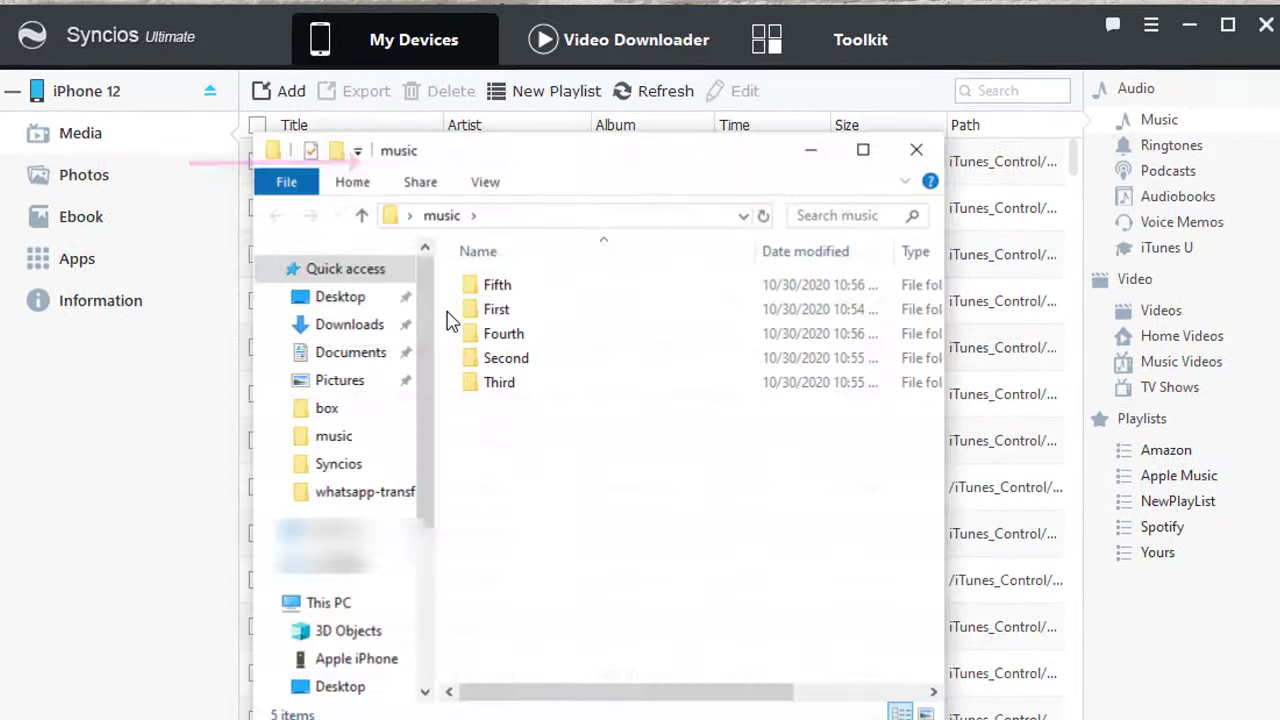 Syncios Ultimate
My Devices
Video Downloader
Toolkit
iPhone 12
Media
Photos
Ebook
Apps
Information
Add Export Delete New Playlist Refresh Edit Search
Title Artist Album Time Size Path
music
File Home Share View
music
Search music
Quick access
Desktop
Downloads
Documents
Pictures
box
music
Syncios
whatsapp-transf
This PC
3D Objects
Apple iPhone
Desktop
5 items
Name Date modified Type
Fifth 10/30/2020 10:56 ... File fol
First 10/30/2020 10:54 ... File fol
Fourth 10/30/2020 10:56 ... File fol
Second 10/30/2020 10:55 ... File fol
Third 10/30/2020 10:55 ... File fol
iTunes_Control/...
iTunes_Control/...
iTunes_Control/...
iTunes_Control/...
iTunes_Control/...
iTunes_Control/...
iTunes_Control/...
/iTunes_Control/...
iTunes_Control/...
/iTunes_Control/...
iTunes_Control/...
iTunes_Control/...
Audio
Music
Ringtones
Podcasts
Audiobooks
Voice Memos
iTunes U
Video
Videos
Home Videos
Music Videos
TV Shows
Playlists
Amazon
Apple Music
NewPlayList
Spotify
Yours